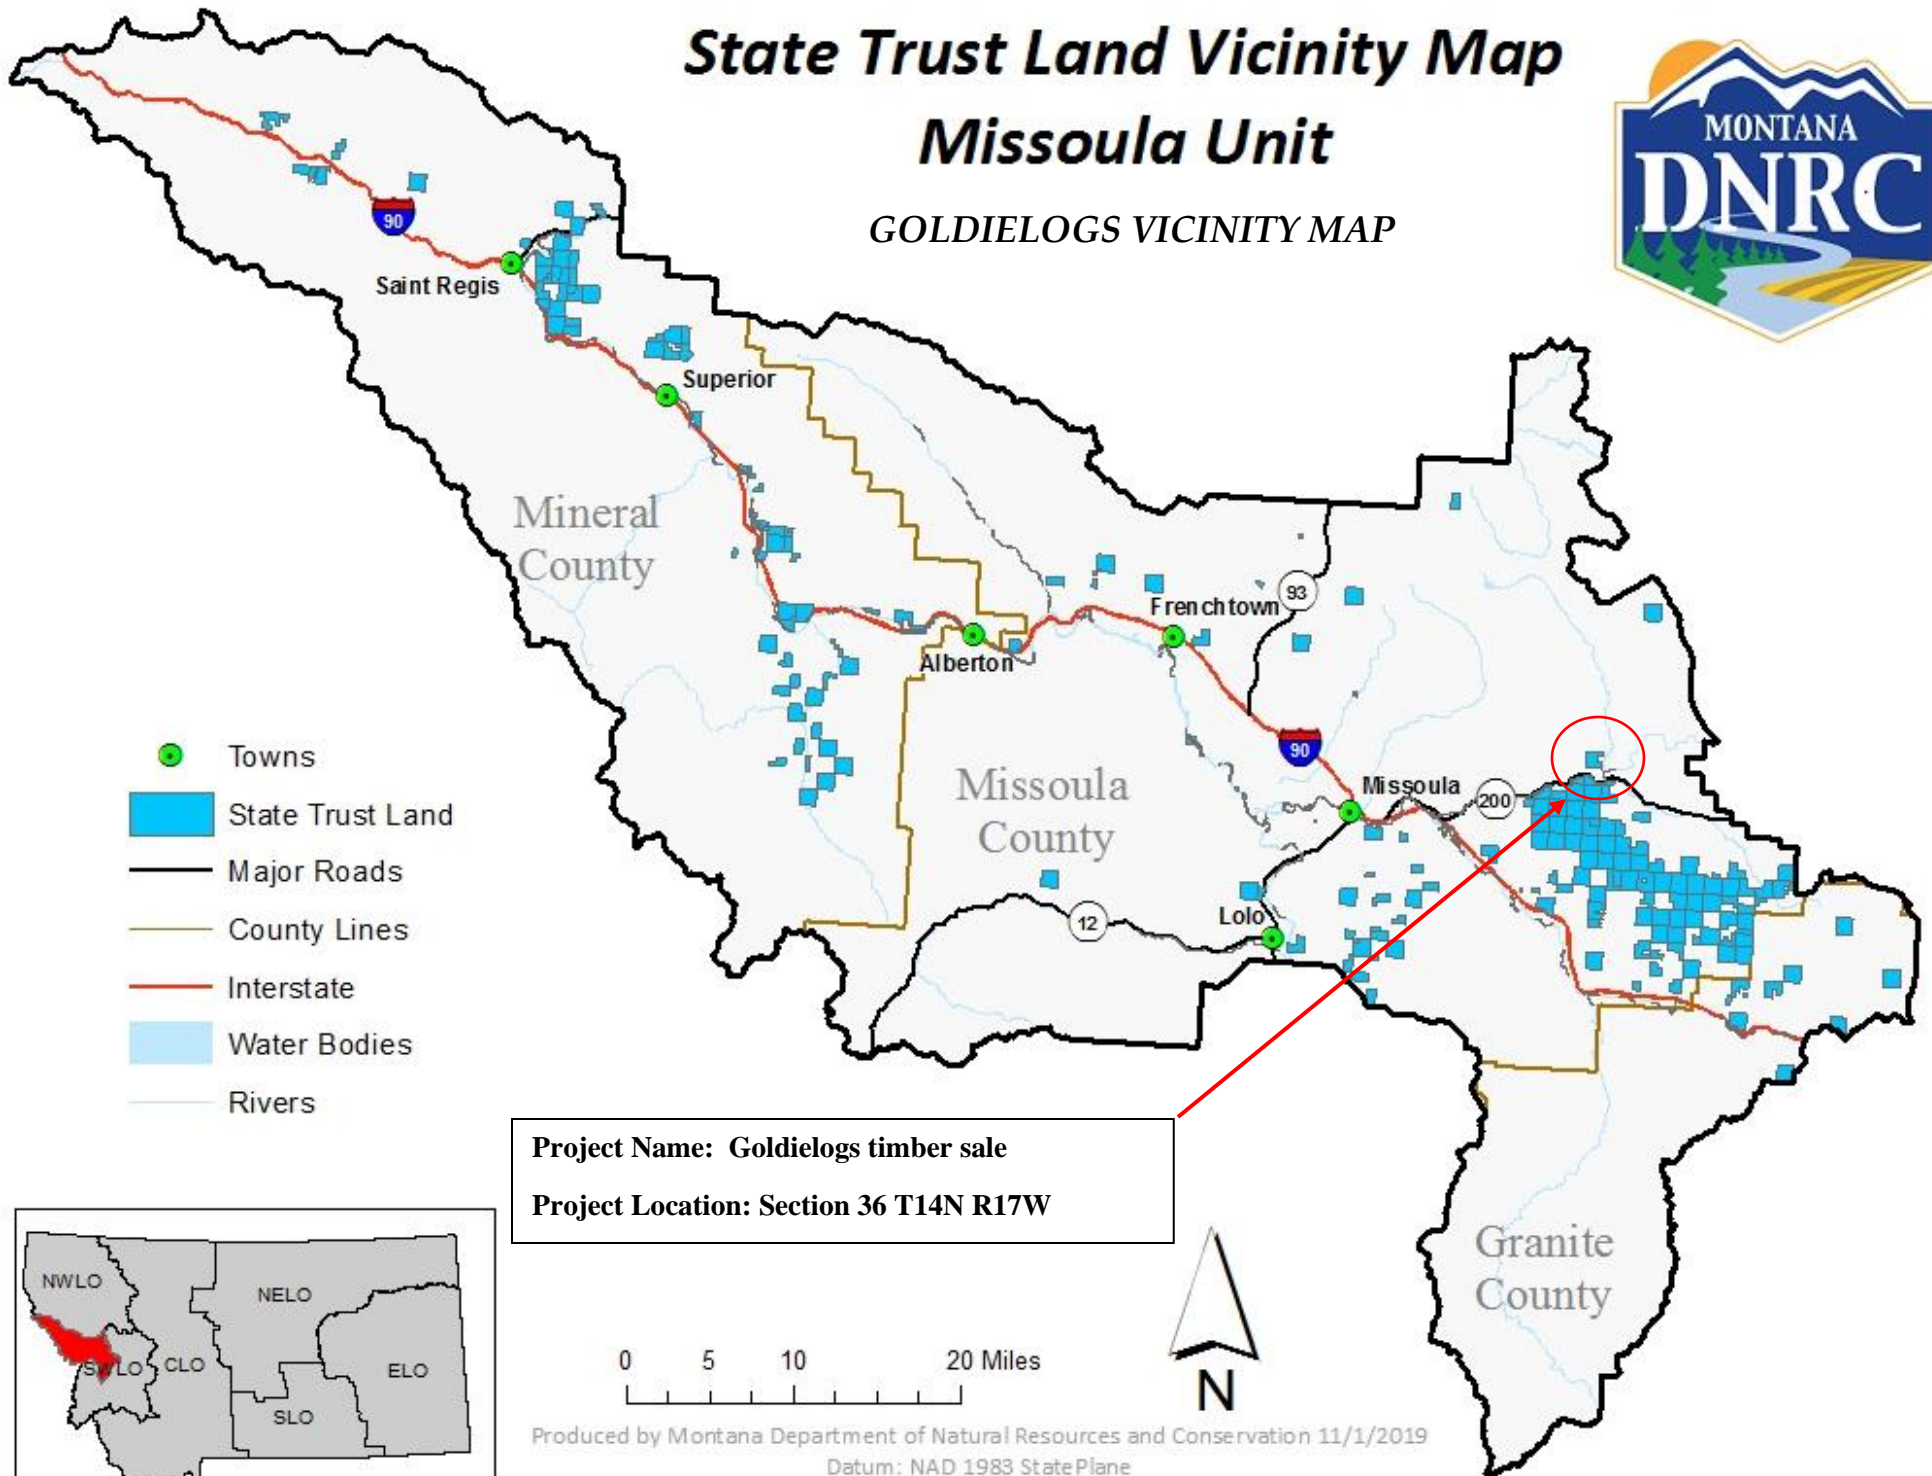 State Trust Land Vicinity Map
Missoula Unit
GOLDIELOGS VICINITY MAP
MONTANA
DNRC
90
Saint Regis
Superior
Mineral
County
93
Frenchtown
Alberton
90
Missoula
200
Missoula
County
12
Lolo
Towns
State Trust Land
Major Roads
County Lines
Interstate
Water Bodies
Rivers
Project Name: Goldielogs timber sale
Project Location: Section 36 T14N R17W
Granite
County
NWLO
NELO
SWLO
CLO
ELO
SLO
0 5 10 20 Miles
N
Produced by Montana Department of Natural Resources and Conservation 11/1/2019
Datum: NAD 1983 StatePlane